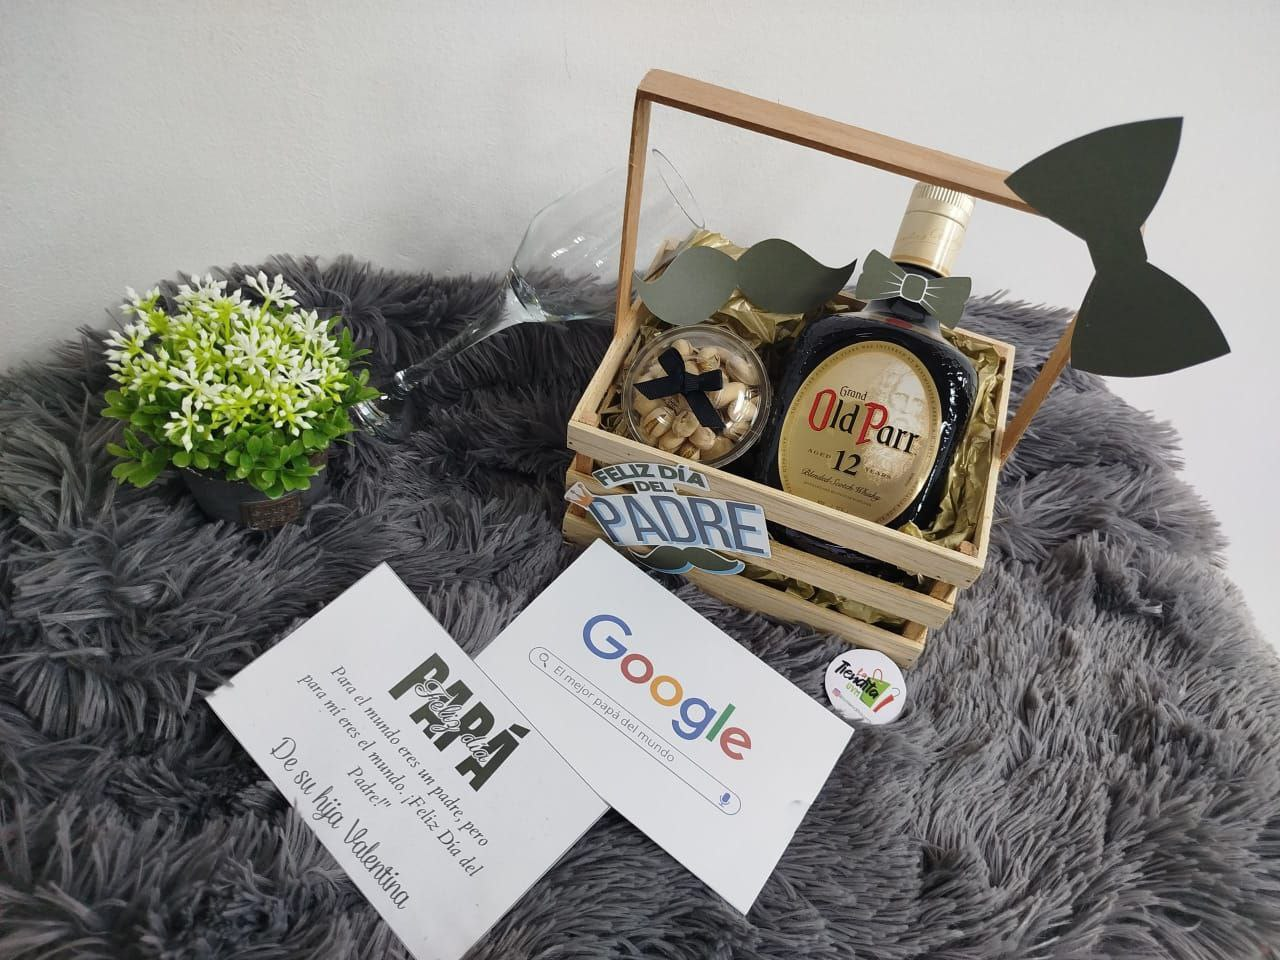 Grand
Old Parr
AGED 12 YEARS
Blended Scotch Whisky
FELIZ DÍA
DEL
PADRE
Google
El mejor papá del mundo
PAPÁ
Feliz día
Para el mundo eres un padre, pero
para mí eres el mundo. ¡Feliz Día del
Padre!"
De su hija Valentina
La
Tiendita